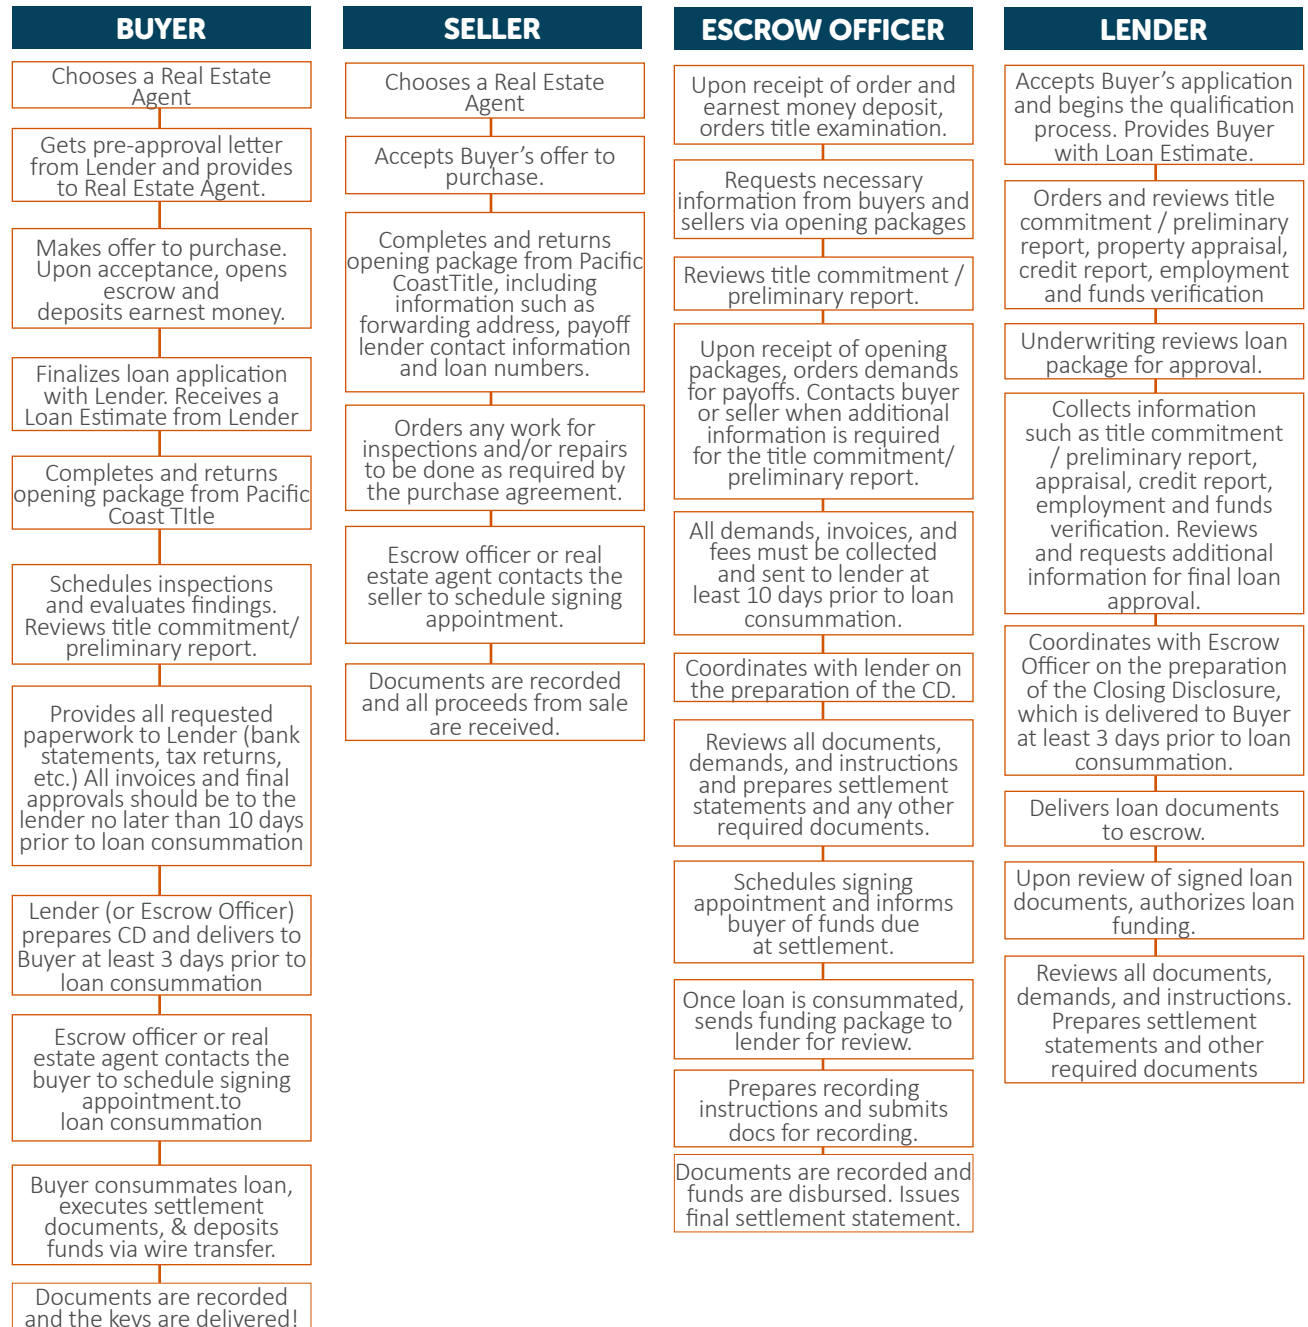 BUYER
Chooses a Real Estate
Agent
Gets pre-approval letter
from Lender and provides
to Real Estate Agent.
Makes offer to purchase.
Upon acceptance, opens
escrow and
deposits earnest money.
Finalizes loan application
with Lender. Receives a
Loan Estimate from Lender
Completes and returns
opening package from Pacific
Coast TItle
Schedules inspections
and evaluates findings.
Reviews title commitment/
preliminary report.
Provides all requested
paperwork to Lender (bank
statements, tax returns,
etc.) All invoices and final
approvals should be to the
lender no later than 10 days
prior to loan consummation
Lender (or Escrow Officer)
prepares CD and delivers to
Buyer at least 3 days prior to
loan consummation
Escrow officer or real
estate agent contacts the
buyer to schedule signing
appointment.to
loan consummation
Buyer consummates loan,
executes settlement
documents, & deposits
funds via wire transfer.
Documents are recorded
and the keys are delivered!
SELLER
Chooses a Real Estate
Agent
Accepts Buyer’s offer to
purchase.
Completes and returns
opening package from Pacific
CoastTitle, including
information such as
forwarding address, payoff
lender contact information
and loan numbers.
Orders any work for
inspections and/or repairs
to be done as required by
the purchase agreement.
Escrow officer or real
estate agent contacts the
seller to schedule signing
appointment.
Documents are recorded
and all proceeds from sale
are received.
ESCROW OFFICER
Upon receipt of order and
earnest money deposit,
orders title examination.
Requests necessary
information from buyers and
sellers via opening packages
Reviews title commitment /
preliminary report.
Upon receipt of opening
packages, orders demands
for payoffs. Contacts buyer
or seller when additional
information is required
for the title commitment/
preliminary report.
All demands, invoices, and
fees must be collected
and sent to lender at
least 10 days prior to loan
consummation.
Coordinates with lender on
the preparation of the CD.
Reviews all documents,
demands, and instructions
and prepares settlement
statements and any other
required documents.
Schedules signing
appointment and informs
buyer of funds due
at settlement.
Once loan is consummated,
sends funding package to
lender for review.
Prepares recording
instructions and submits
docs for recording.
Documents are recorded and
funds are disbursed. Issues
final settlement statement.
LENDER
Accepts Buyer’s application
and begins the qualification
process. Provides Buyer
with Loan Estimate.
Orders and reviews title
commitment / preliminary
report, property appraisal,
credit report, employment
and funds verification
Underwriting reviews loan
package for approval.
Collects information
such as title commitment
/ preliminary report,
appraisal, credit report,
employment and funds
verification. Reviews
and requests additional
information for final loan
approval.
Coordinates with Escrow
Officer on the preparation
of the Closing Disclosure,
which is delivered to Buyer
at least 3 days prior to loan
consummation.
Delivers loan documents
to escrow.
Upon review of signed loan
documents, authorizes loan
funding.
Reviews all documents,
demands, and instructions.
Prepares settlement
statements and other
required documents